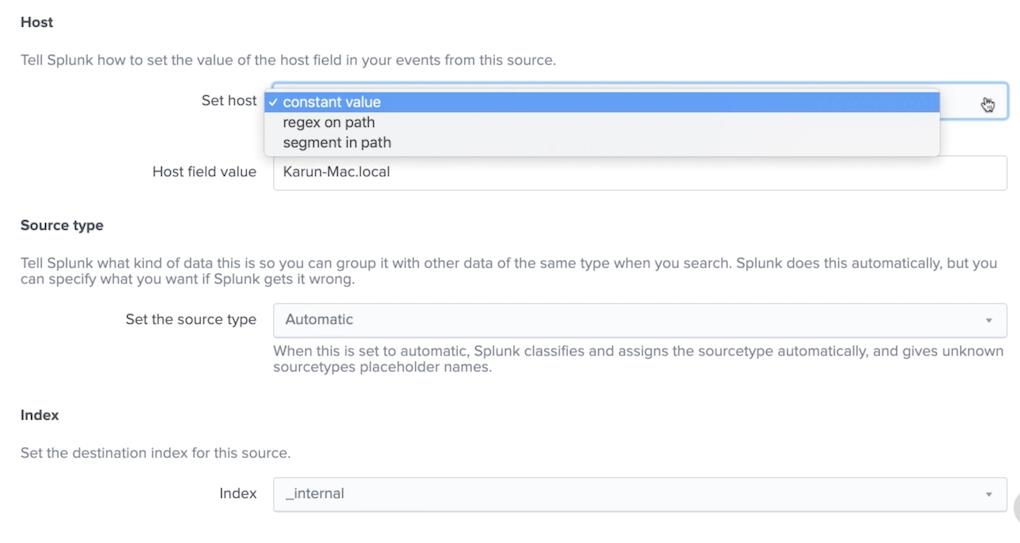 Host
Tell Splunk how to set the value of the host field in your events from this source.
Set host
✓ constant value
regex on path
segment in path
Host field value
Karun-Mac.local
Source type
Tell Splunk what kind of data this is so you can group it with other data of the same type when you search. Splunk does this automatically, but you
can specify what you want if Splunk gets it wrong.
Set the source type
Automatic
When this is set to automatic, Splunk classifies and assigns the sourcetype automatically, and gives unknown
sourcetypes placeholder names.
Index
Set the destination index for this source.
Index
_internal